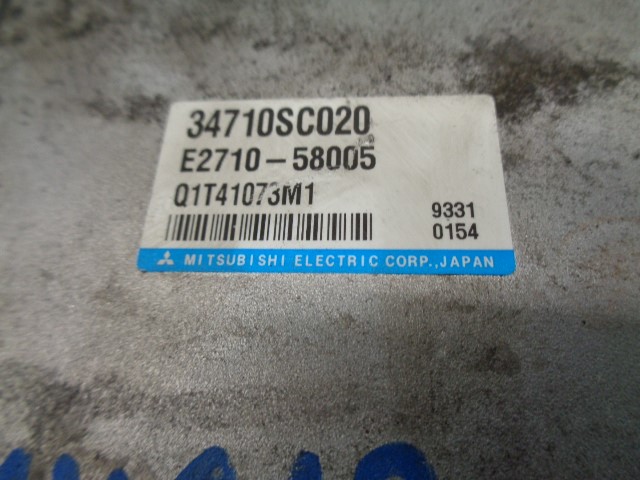 34710SC020
E2710-58005
Q1T41073M1
9331
0154
MITSUBISHI ELECTRIC CORP., JAPAN